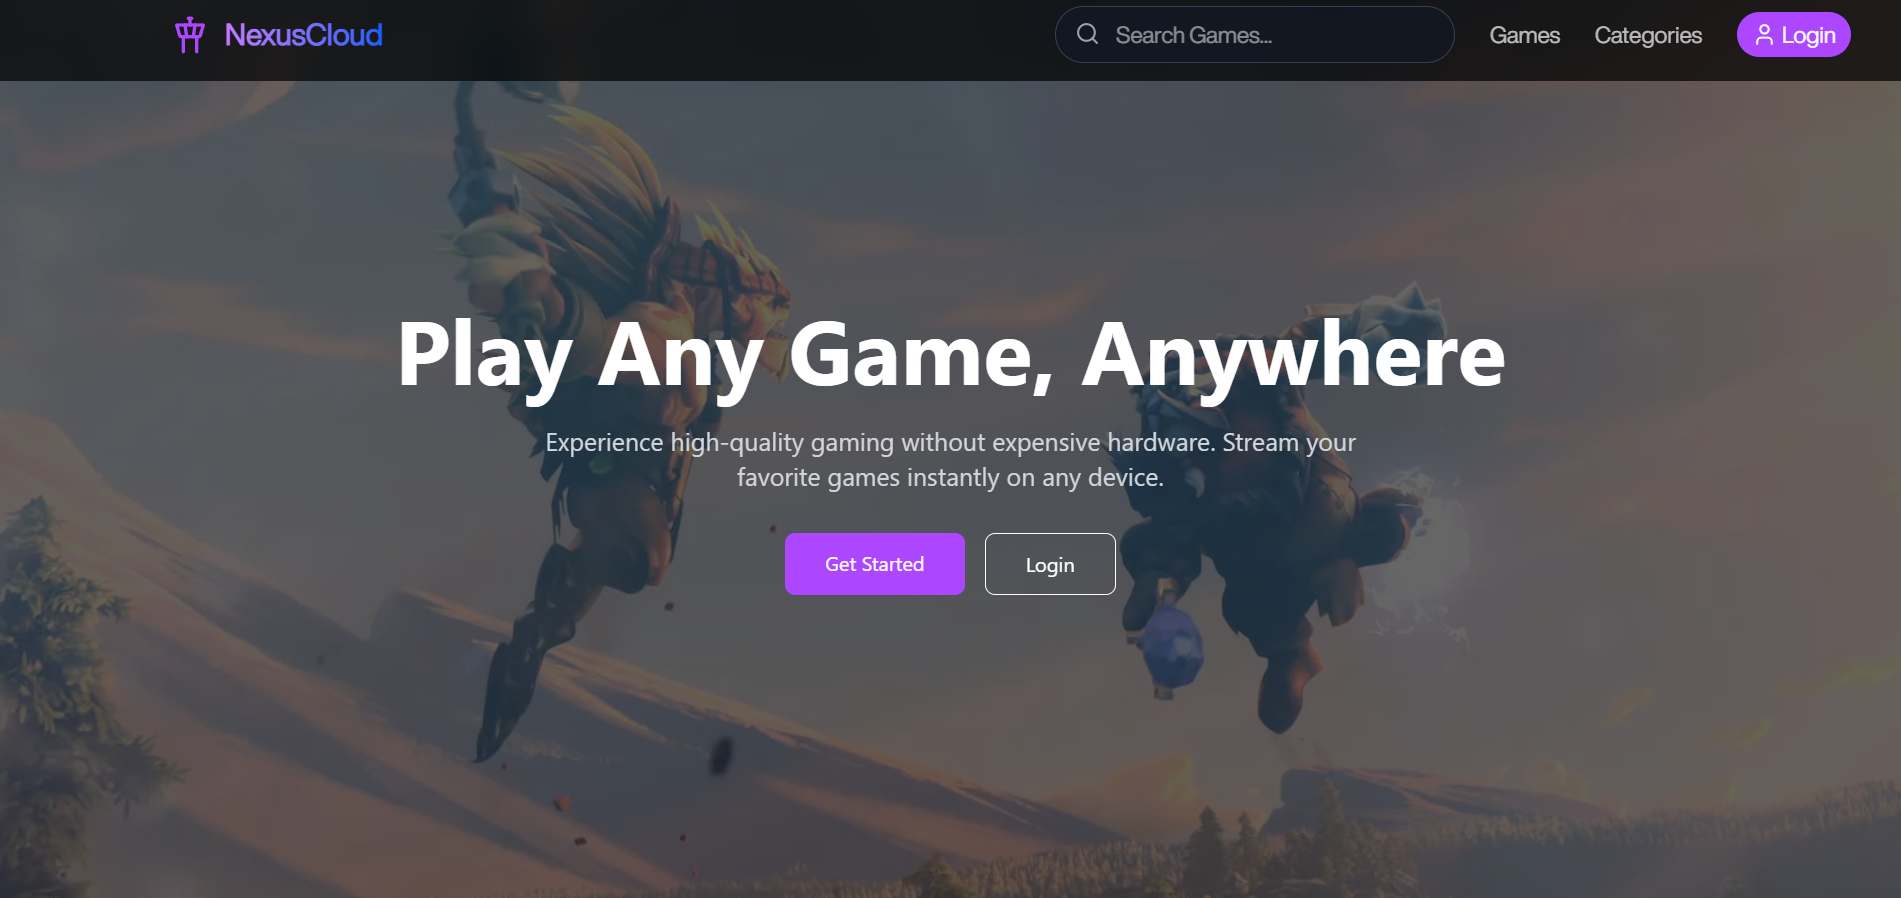 NexusCloud
Search Games...
Games
Categories
Login
Play Any Game, Anywhere
Experience high-quality gaming without expensive hardware. Stream your
favorite games instantly on any device.
Get Started
Login